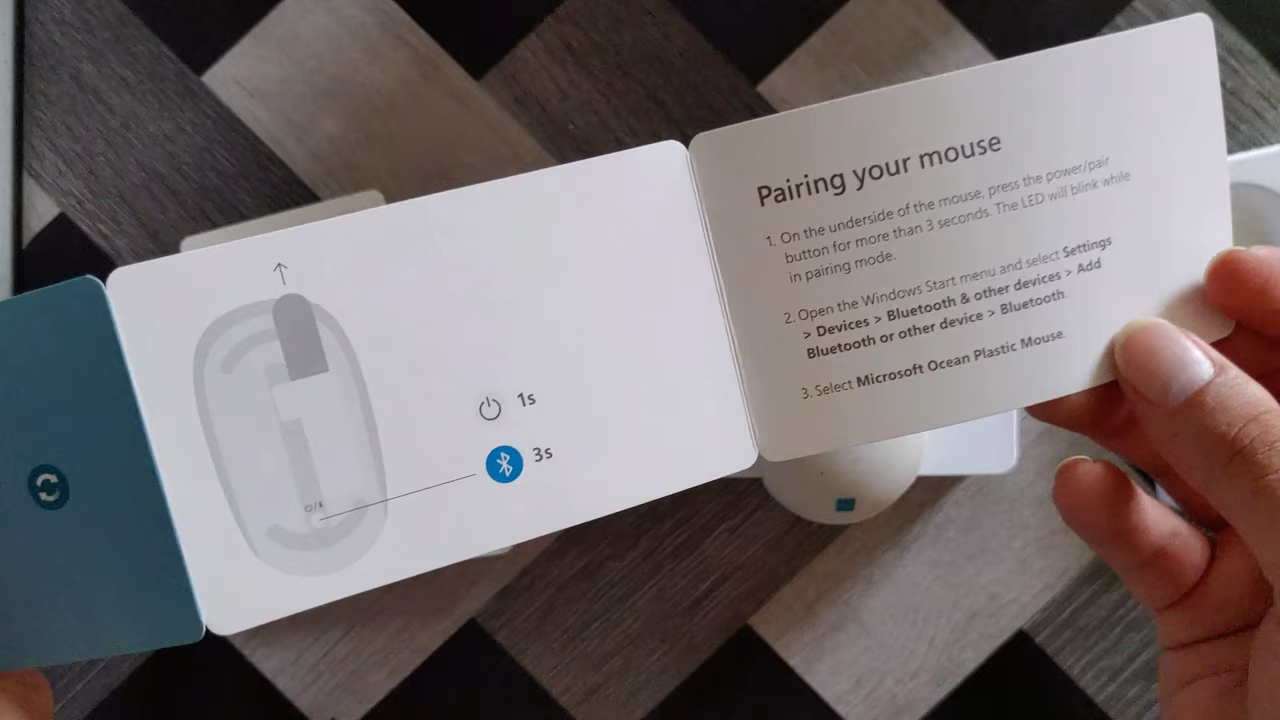 1s
3s
Pairing your mouse
1. On the underside of the mouse, press the power/pair
button for more than 3 seconds. The LED will blink while
in pairing mode.
2. Open the Windows Start menu and select Settings
> Devices > Bluetooth & other devices > Add
Bluetooth or other device > Bluetooth.
3. Select Microsoft Ocean Plastic Mouse.